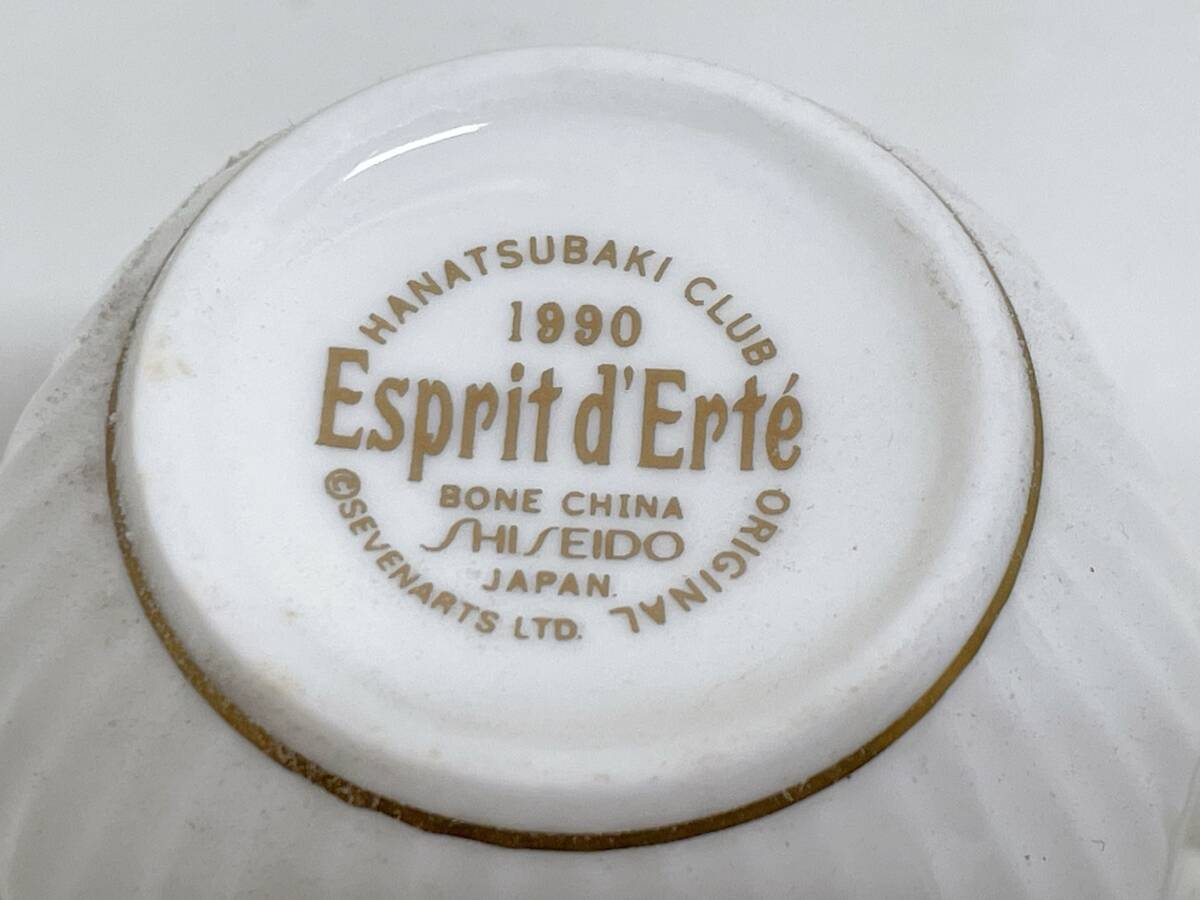 HANATSUBAKI CLUB ORIGINAL
1990
Esprit d'Erté
BONE CHINA
SHISEIDO
JAPAN.
©SEVENARTS LTD.